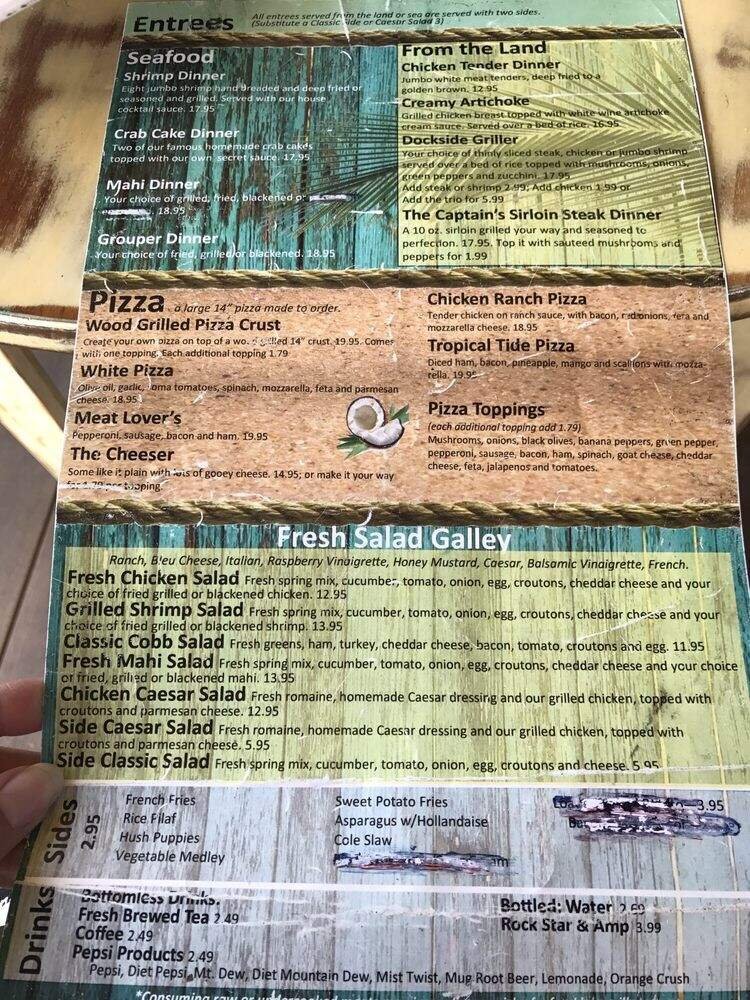 Entrees
All entrees served from the land or sea are served with two sides.
(Substitute a Classic Side or Caesar Salad 3)
Seafood
Shrimp Dinner
Eight jumbo shrimp hand breaded and deep fried or
seasoned and grilled. Served with our house
cocktail sauce. 17.95
Crab Cake Dinner
Two of our famous homemade crab cakes
topped with our own secret sauce. 17.95
Mahi Dinner
Your choice of grilled, fried, blackened or
18.95
Grouper Dinner
Your choice of fried, grilled or blackened. 18.95
From the Land
Chicken Tender Dinner
Jumbo white meat tenders, deep fried to a
golden brown. 12.95
Creamy Artichoke
Grilled chicken breast topped with white wine artichoke
cream sauce. Served over a bed of rice. 16.95
Dockside Griller
Your choice of thinly sliced steak, chicken or jumbo shrimp
served over a bed of rice topped with mushrooms, onions,
green peppers and zucchini. 17.95
Add steak or shrimp 2.99; Add chicken 1.99 or
Add the trio for 5.99
The Captain's Sirloin Steak Dinner
A 10 oz. sirloin grilled your way and seasoned to
perfection. 17.95. Top it with sauteed mushrooms and
peppers for 1.99
Pizza a large 14" pizza made to order.
Wood Grilled Pizza Crust
Create your own pizza on top of a grilled 14" crust. 19.95. Comes
with one topping. Each additional topping 1.79
White Pizza
Olive oil, garlic, roma tomatoes, spinach, mozzarella, feta and parmesan
cheese. 18.95
Meat Lover's
Pepperoni, sausage, bacon and ham. 19.95
The Cheeser
Some like it plain with lots of gooey cheese. 14.95; or make it your way
for 1.79 per topping.
Chicken Ranch Pizza
Tender chicken on ranch sauce, with bacon, red onions, feta and
mozzarella cheese. 18.95
Tropical Tide Pizza
Diced ham, bacon, pineapple, mango and scallions with mozza-
rella. 19.95
Pizza Toppings
(each additional topping add 1.79)
Mushrooms, onions, black olives, banana peppers, green pepper,
pepperoni, sausage, bacon, ham, spinach, goat cheese, cheddar
cheese, feta, jalapenos and tomatoes.
Fresh Salad Galley
Ranch, Bleu Cheese, Italian, Raspberry Vinaigrette, Honey Mustard, Caesar, Balsamic Vinaigrette, French.
Fresh Chicken Salad Fresh spring mix, cucumber, tomato, onion, egg, croutons, cheddar cheese and your
choice of fried grilled or blackened chicken. 12.95
Grilled Shrimp Salad Fresh spring mix, cucumber, tomato, onion, egg, croutons, cheddar cheese and your
choice of fried grilled or blackened shrimp. 13.95
Classic Cobb Salad Fresh greens, ham, turkey, cheddar cheese, bacon, tomato, croutons and egg. 11.95
Fresh Mahi Salad Fresh spring mix, cucumber, tomato, onion, egg, croutons, cheddar cheese and your choice
of fried, grilled or blackened mahi. 13.95
Chicken Caesar Salad Fresh romaine, homemade Caesar dressing and our grilled chicken, topped with
croutons and parmesan cheese. 12.95
Side Caesar Salad Fresh romaine, homemade Caesar dressing and our grilled chicken, topped with
croutons and parmesan cheese. 5.95
Side Classic Salad Fresh spring mix, cucumber, tomato, onion, egg, croutons and cheese. 5.95
Sides
2.95
French Fries
Rice Pilaf
Hush Puppies
Vegetable Medley
Sweet Potato Fries
Asparagus w/Hollandaise
Cole Slaw
3.95
Drinks
Bottomless Drinks:
Fresh Brewed Tea 2.49
Coffee 2.49
Pepsi Products 2.49
Pepsi, Diet Pepsi, Mt. Dew, Diet Mountain Dew, Mist Twist, Mug Root Beer, Lemonade, Orange Crush
Bottled: Water 2.69
Rock Star & Amp 3.99
*Consuming raw or undercooked